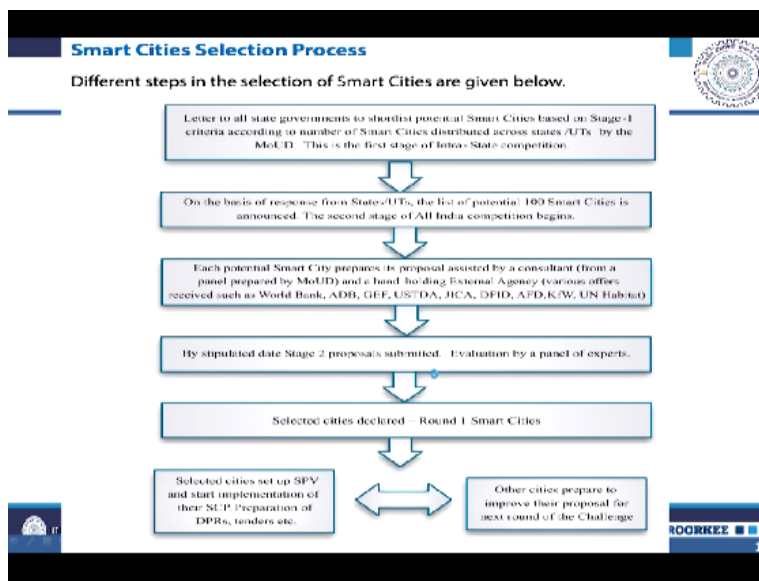 Smart Cities Selection Process
Different steps in the selection of Smart Cities are given below.
Letter to all state governments to shortlist potential Smart Cities based on Stage-1
criteria according to number of Smart Cities distributed across states /UTs by the
MoUD. This is the first stage of Intra-State competition.
On the basis of response from States/UTs, the list of potential 100 Smart Cities is
announced. The second stage of All India competition begins.
Each potential Smart City prepares its proposal assisted by a consultant (from a
panel prepared by MoUD) and a hand-holding External Agency (various offers
received such as World Bank, ADB, GEF, USTDA, JICA, DFID, AFD,KfW, UN Habitat)
By stipulated date Stage 2 proposals submitted. Evaluation by a panel of experts.
Selected cities declared – Round 1 Smart Cities
Selected cities set up SPV
and start implementation of
their SCP Preparation of
DPRs, tenders etc.
Other cities prepare to
improve their proposal for
next round of the Challenge
IT
ROORKEE